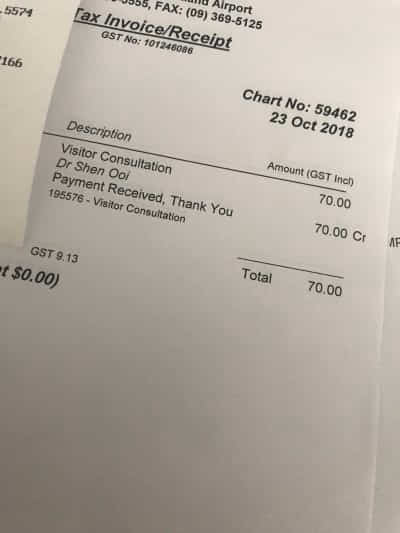 .5574
166
Airport
5555, FAX: (09) 369-5125
Tax Invoice/Receipt
GST No: 101246086
Chart No: 59462
23 Oct 2018
Description Amount (GST Incl)
Visitor Consultation 70.00
Dr Shen Ooi
Payment Received, Thank You 70.00 Cr
195576 - Visitor Consultation
GST 9.13
Total 70.00
$0.00)